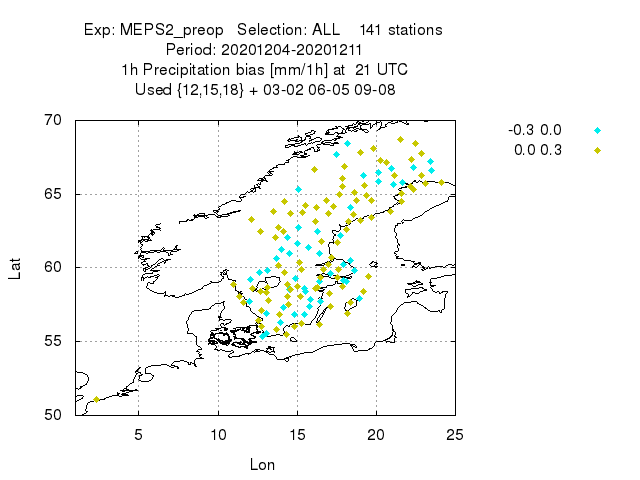 Exp: MEPS2_preop   Selection: ALL    141 stations
Period: 20201204-20201211
1h Precipitation bias [mm/1h] at  21 UTC
Used {12,15,18} + 03-02 06-05 09-08
-0.3 0.0
0.0 0.3
70
65
60
55
50
Lat
5 10 15 20 25
Lon